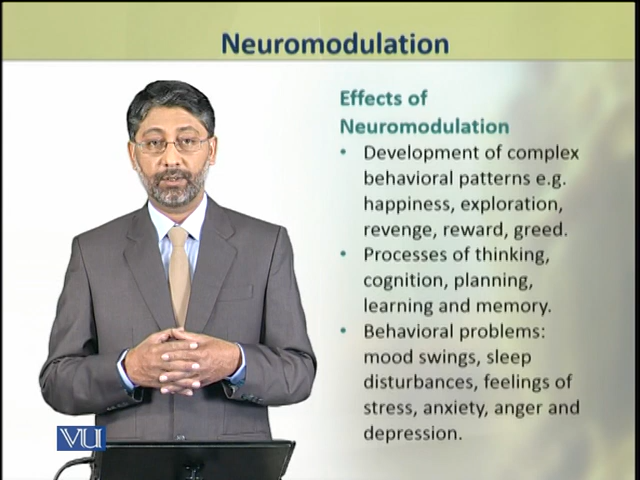 Neuromodulation
Effects of
Neuromodulation
• Development of complex
behavioral patterns e.g.
happiness, exploration,
revenge, reward, greed.
• Processes of thinking,
cognition, planning,
learning and memory.
• Behavioral problems:
mood swings, sleep
disturbances, feelings of
stress, anxiety, anger and
depression.
VU